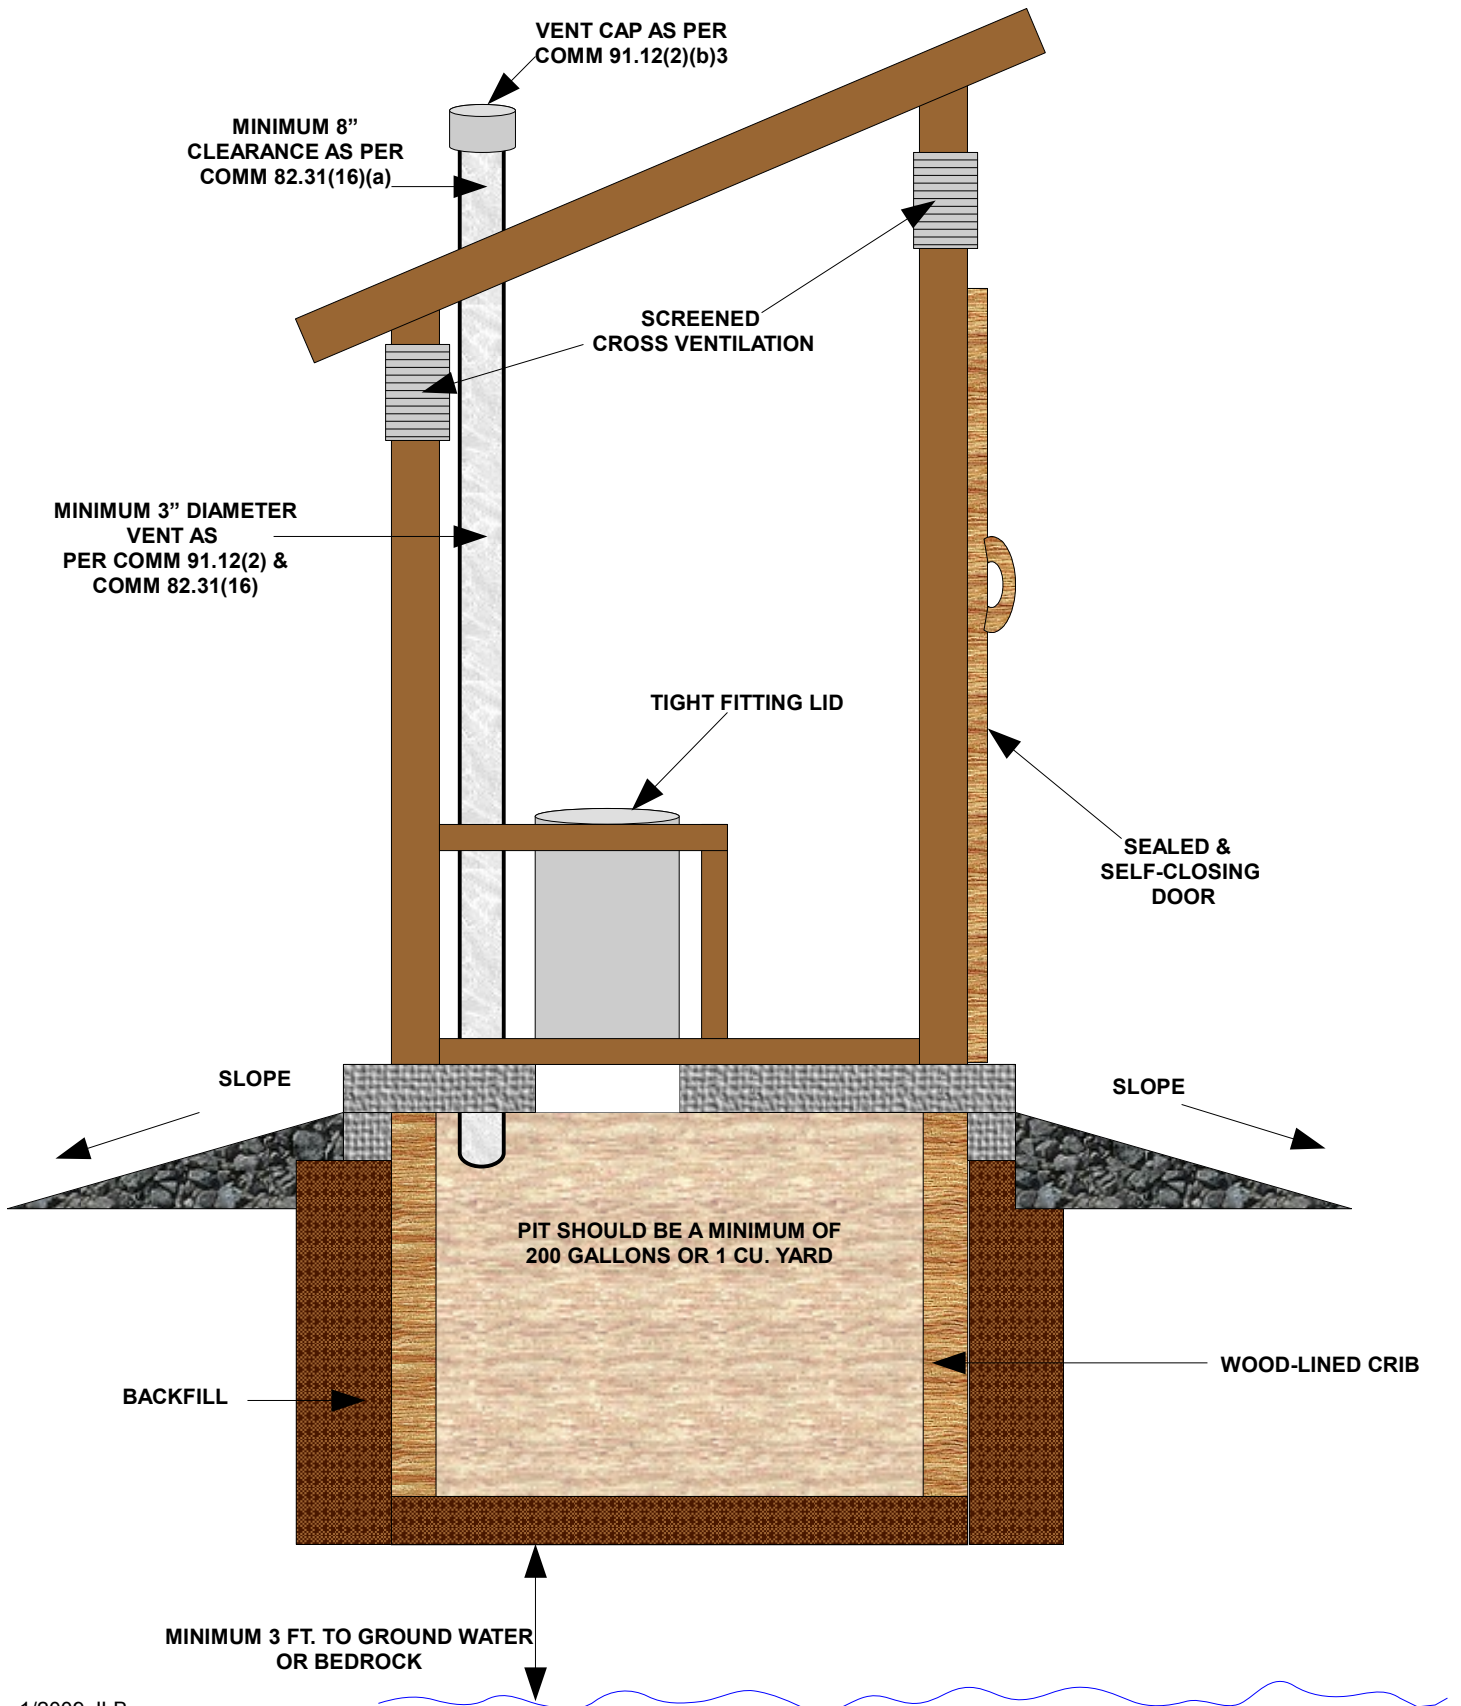 VENT CAP AS PER
COMM 91.12(2)(b)3
MINIMUM 8”
CLEARANCE AS PER
COMM 82.31(16)(a)
SCREENED
CROSS VENTILATION
MINIMUM 3” DIAMETER
VENT AS
PER COMM 91.12(2) &
COMM 82.31(16)
TIGHT FITTING LID
SEALED &
SELF-CLOSING
DOOR
SLOPE
SLOPE
PIT SHOULD BE A MINIMUM OF
200 GALLONS OR 1 CU. YARD
WOOD-LINED CRIB
BACKFILL
MINIMUM 3 FT. TO GROUND WATER
OR BEDROCK